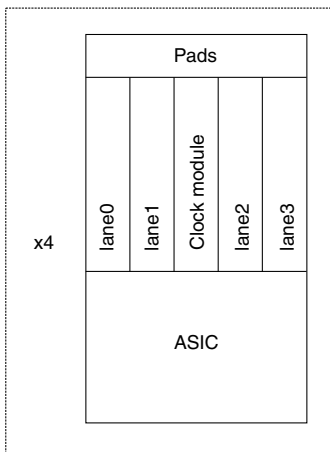 Pads
x4
lane0
lane1
Clock module
lane2
lane3
ASIC